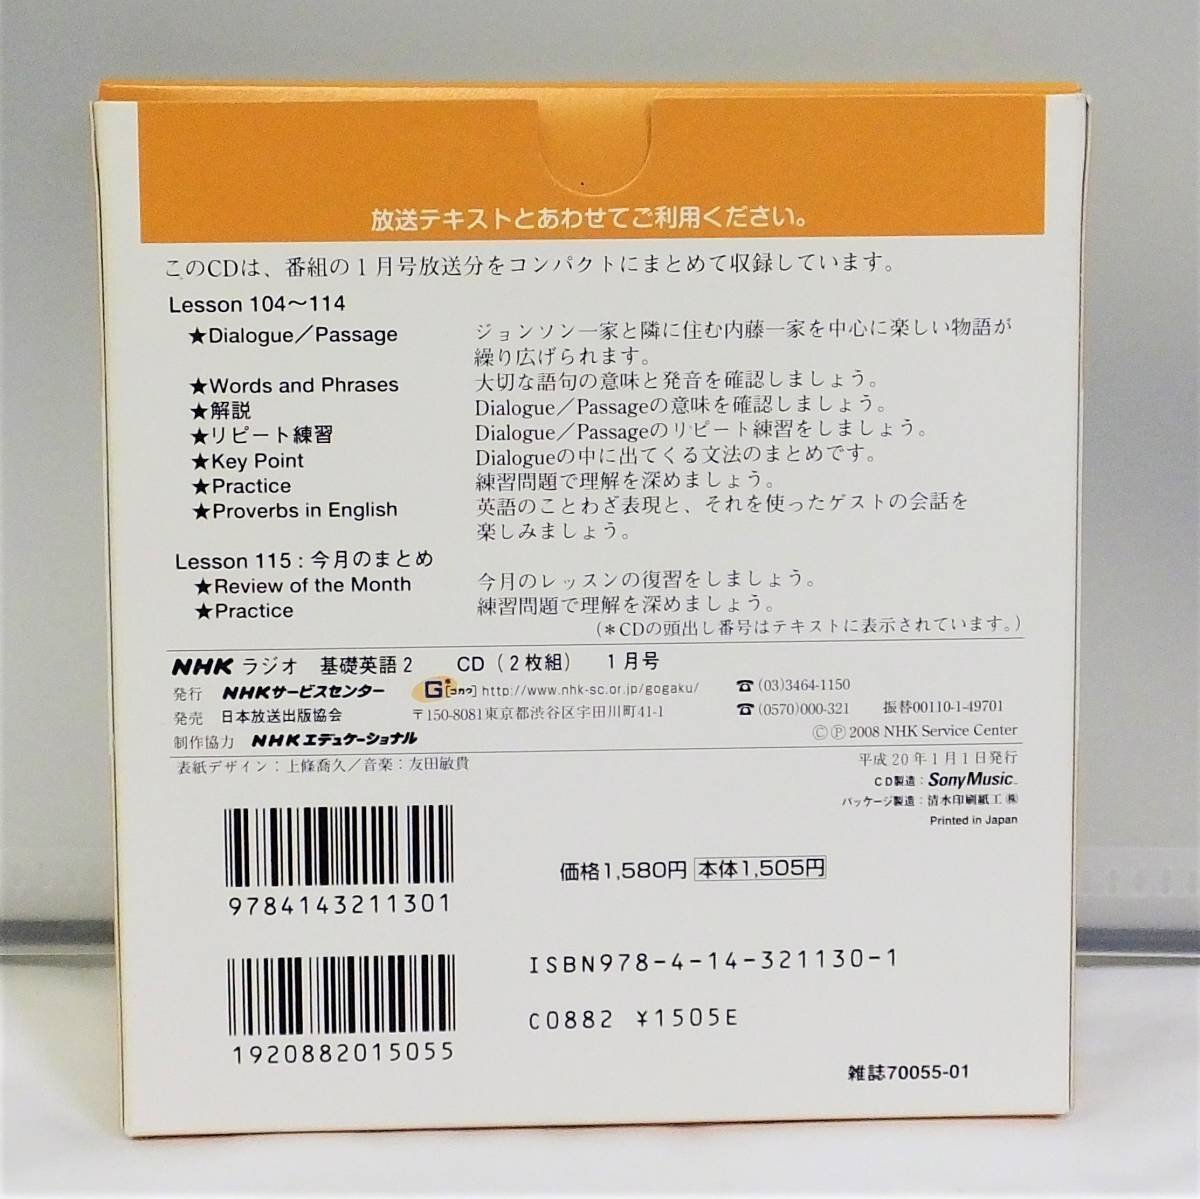 放送テキストとあわせてご利用ください。
このCDは、番組の1月号放送分をコンパクトにまとめて収録しています。
Lesson 104〜114
★Dialogue／Passage ジョンソン一家と隣に住む内藤一家を中心に楽しい物語が
繰り広げられます。
★Words and Phrases 大切な語句の意味と発音を確認しましょう。
★解説 Dialogue／Passageの意味を確認しましょう。
★リピート練習 Dialogue／Passageのリピート練習をしましょう。
★Key Point Dialogueの中に出てくる文法のまとめです。
★Practice 練習問題で理解を深めましょう。
★Proverbs in English 英語のことわざ表現と、それを使ったゲストの会話を
楽しみましょう。
Lesson 115 : 今月のまとめ
★Review of the Month 今月のレッスンの復習をしましょう。
★Practice 練習問題で理解を深めましょう。
(＊CDの頭出し番号はテキストに表示されています。)
NHK ラジオ 基礎英語2 CD (2枚組) 1月号
発行 NHKサービスセンター G [ゴガク] http://www.nhk-sc.or.jp/gogaku/ ☎(03)3464-1150
発売 日本放送出版協会 〒150-8081東京都渋谷区宇田川町41-1 ☎(0570)000-321 振替00110-1-49701
制作協力 NHKエデュケーショナル ©℗2008 NHK Service Center
表紙デザイン：上條喬久／音楽：友田敏貴 平成20年1月1日発行
CD製造：Sony Music
パッケージ製造：清水印刷紙工㈱
Printed in Japan
価格1,580円 本体1,505円
9784143211301
ISBN978-4-14-321130-1
C0882 ¥1505E
1920882015055
雑誌70055-01